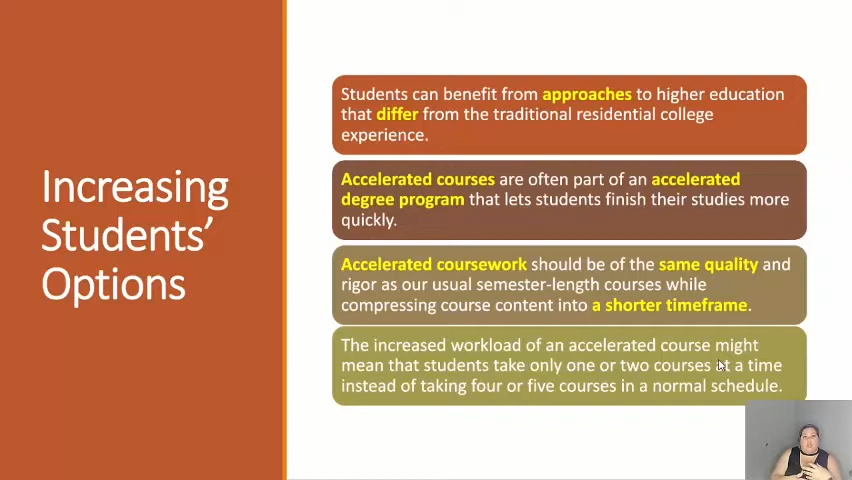 Increasing
Students’
Options
Students can benefit from approaches to higher education
that differ from the traditional residential college
experience.
Accelerated courses are often part of an accelerated
degree program that lets students finish their studies more
quickly.
Accelerated coursework should be of the same quality and
rigor as our usual semester-length courses while
compressing course content into a shorter timeframe.
The increased workload of an accelerated course might
mean that students take only one or two courses at a time
instead of taking four or five courses in a normal schedule.